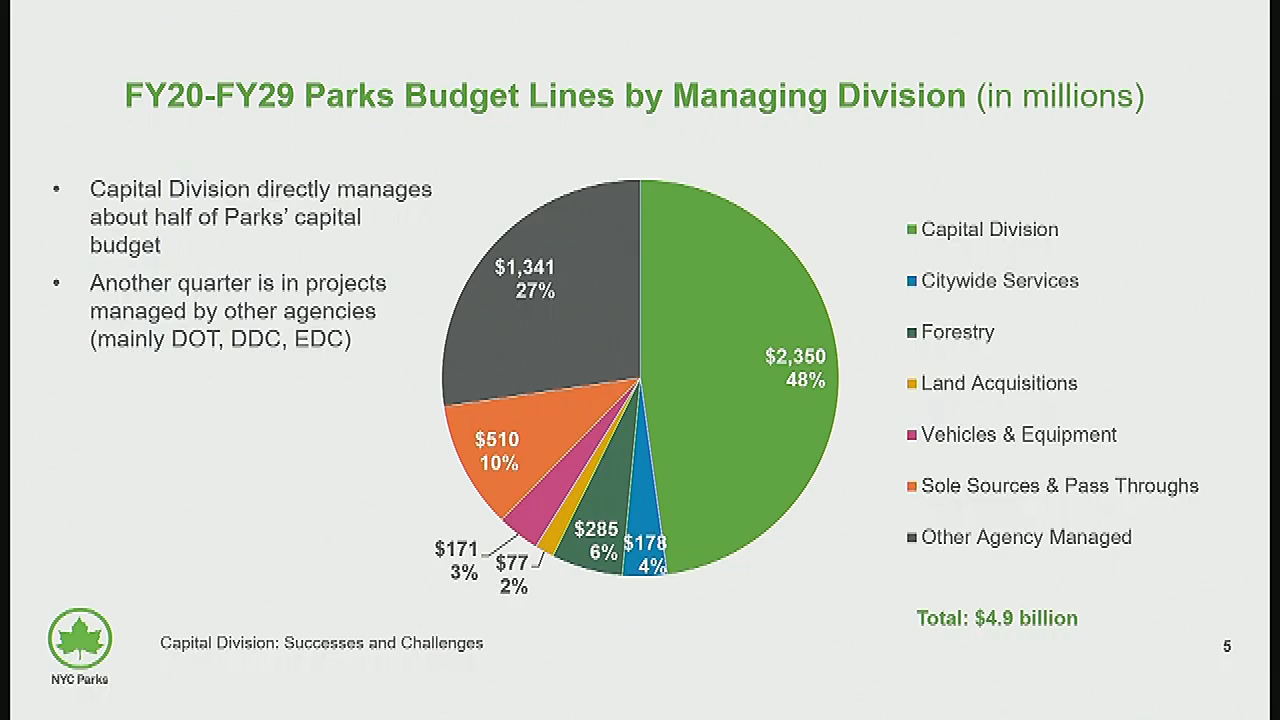 FY20-FY29 Parks Budget Lines by Managing Division (in millions)
• Capital Division directly manages
about half of Parks’ capital
budget
• Another quarter is in projects
managed by other agencies
(mainly DOT, DDC, EDC)
$1,341
27%
$2,350
48%
$510
10%
$171
3%
$77
2%
$285
6%
$178
4%
Capital Division
Citywide Services
Forestry
Land Acquisitions
Vehicles & Equipment
Sole Sources & Pass Throughs
Other Agency Managed
Total: $4.9 billion
NYC Parks
Capital Division: Successes and Challenges
5